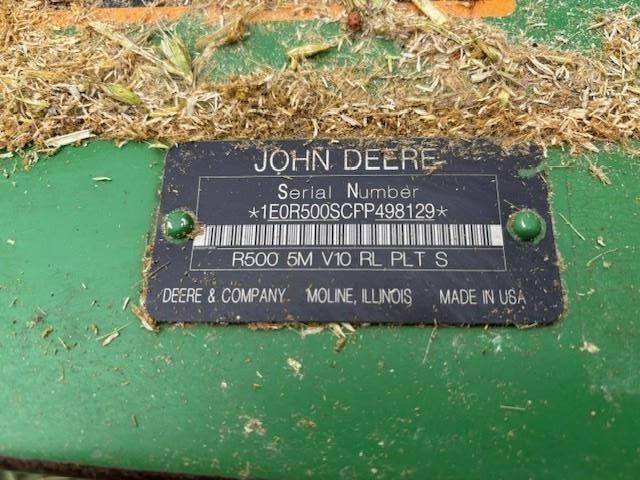 JOHN DEERE
Serial Number
*1E0R500SCPP498129*
R500 5M V10 RL PLT S
DEERE & COMPANY MOLINE, ILLINOIS MADE IN USA